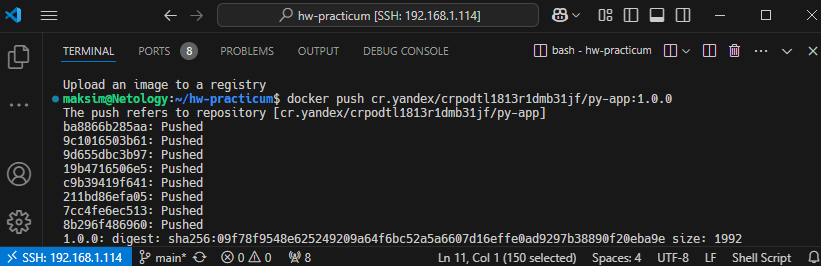 hw-practicum [SSH: 192.168.1.114]
TERMINAL PORTS 8 PROBLEMS OUTPUT DEBUG CONSOLE bash - hw-practicum
Upload an image to a registry
maksim@Netology:~/hw-practicum$ docker push cr.yandex/crpodtl1813r1dmb31jf/py-app:1.0.0
The push refers to repository [cr.yandex/crpodtl1813r1dmb31jf/py-app]
ba8866b285aa: Pushed
9c1016503b61: Pushed
9d655dbc3b97: Pushed
19b4716506e5: Pushed
c9b39419f641: Pushed
211bd86efa05: Pushed
7cc4fe6ec513: Pushed
8b296f486960: Pushed
1.0.0: digest: sha256:09f78f9548e625249209a64f6bc52a5a6607d16effe0ad9297b38890f20eba9e size: 1992
SSH: 192.168.1.114 main* 0 0 8 Ln 11, Col 1 (150 selected) Spaces: 4 UTF-8 LF Shell Script